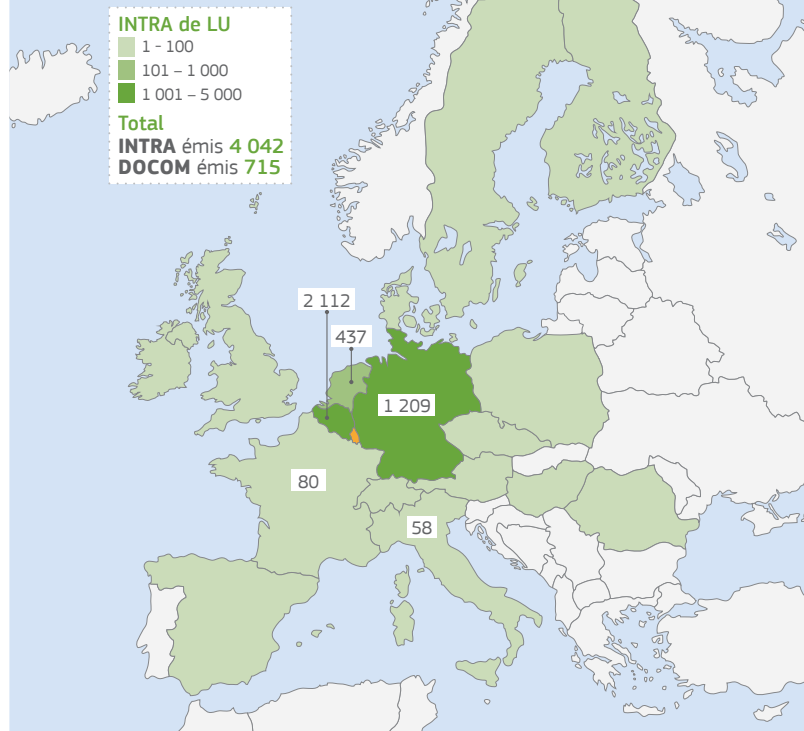 INTRA de LU
1 - 100
101 – 1 000
1 001 – 5 000
Total
INTRA émis 4 042
DOCOM émis 715
2 112
437
1 209
80
58